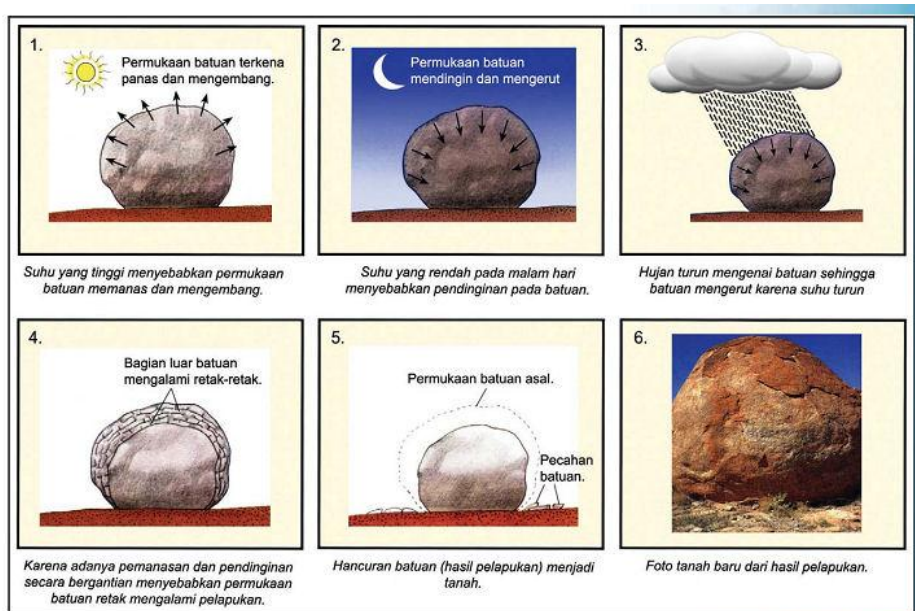 1.
Permukaan batuan terkena
panas dan mengembang.
Suhu yang tinggi menyebabkan permukaan
batuan memanas dan mengembang.
2.
Permukaan batuan
mendingin dan mengerut
Suhu yang rendah pada malam hari
menyebabkan pendinginan pada batuan.
3.
Hujan turun mengenai batuan sehingga
batuan mengerut karena suhu turun
4.
Bagian luar batuan
mengalami retak-retak.
Karena adanya pemanasan dan pendinginan
secara bergantian menyebabkan permukaan
batuan retak mengalami pelapukan.
5.
Permukaan batuan asal.
Pecahan
batuan.
Hancuran batuan (hasil pelapukan) menjadi
tanah.
6.
Foto tanah baru dari hasil pelapukan.